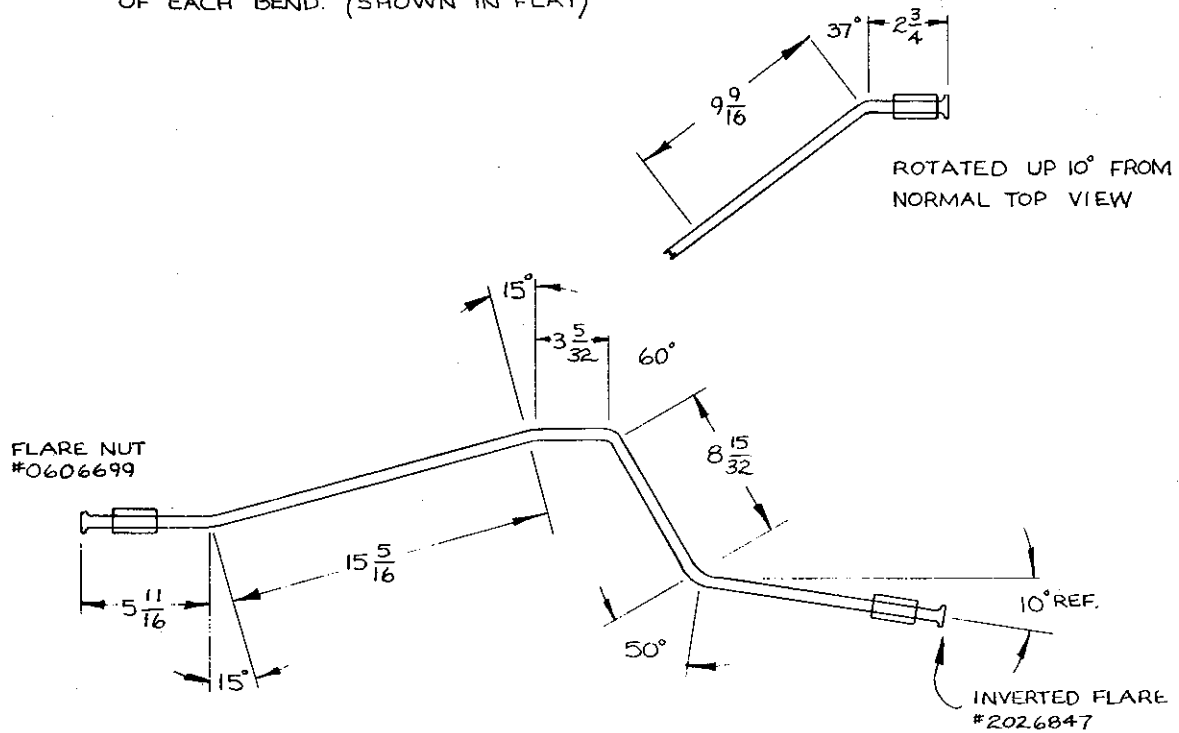 OF EACH BEND. (SHOWN IN FLAT)
37°
2 3/4
9 9/16
ROTATED UP 10° FROM
NORMAL TOP VIEW
15°
3 5/32
60°
FLARE NUT
#0606699
8 15/32
15 5/16
5 11/16
10° REF.
15°
50°
INVERTED FLARE
#2026847